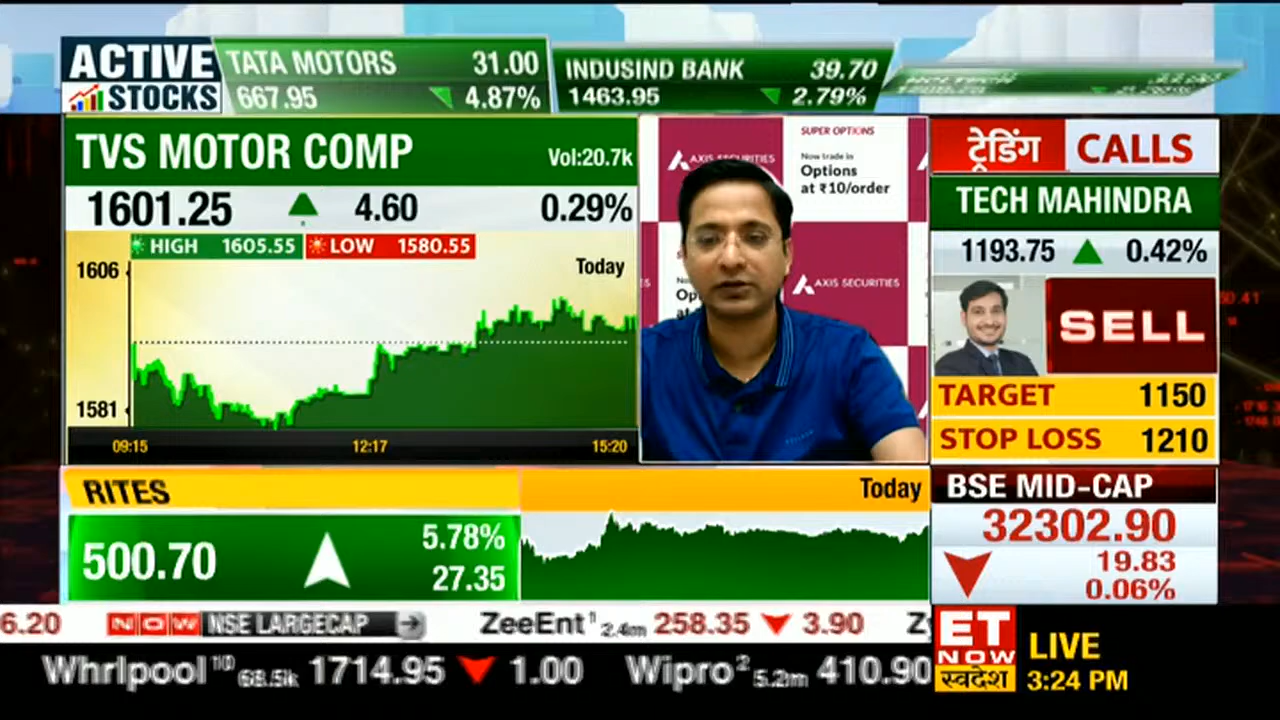 ACTIVE
STOCKS
TATA MOTORS 31.00
667.95 4.87%
INDUSIND BANK 39.70
1463.95 2.79%
TVS MOTOR COMP Vol:20.7k
1601.25 4.60 0.29%
HIGH 1605.55 LOW 1580.55
Today
1606
1581
09:15 12:17 15:20
SUPER OPTIONS
Now trade in
Options
at ₹10/order
AXIS SECURITIES
AXIS SECURITIES
ट्रेडिंग CALLS
TECH MAHINDRA
1193.75 0.42%
SELL
TARGET 1150
STOP LOSS 1210
RITES
500.70 5.78%
27.35
Today
BSE MID-CAP
32302.90
19.83
0.06%
6.20 NOW NSE LARGECAP ZeeEnt 2.4m 258.35 3.90 Zy
Whrlpool 68.5k 1714.95 1.00 Wipro 5.2m 410.90
ET
NOW
स्वदेश
LIVE
3:24 PM